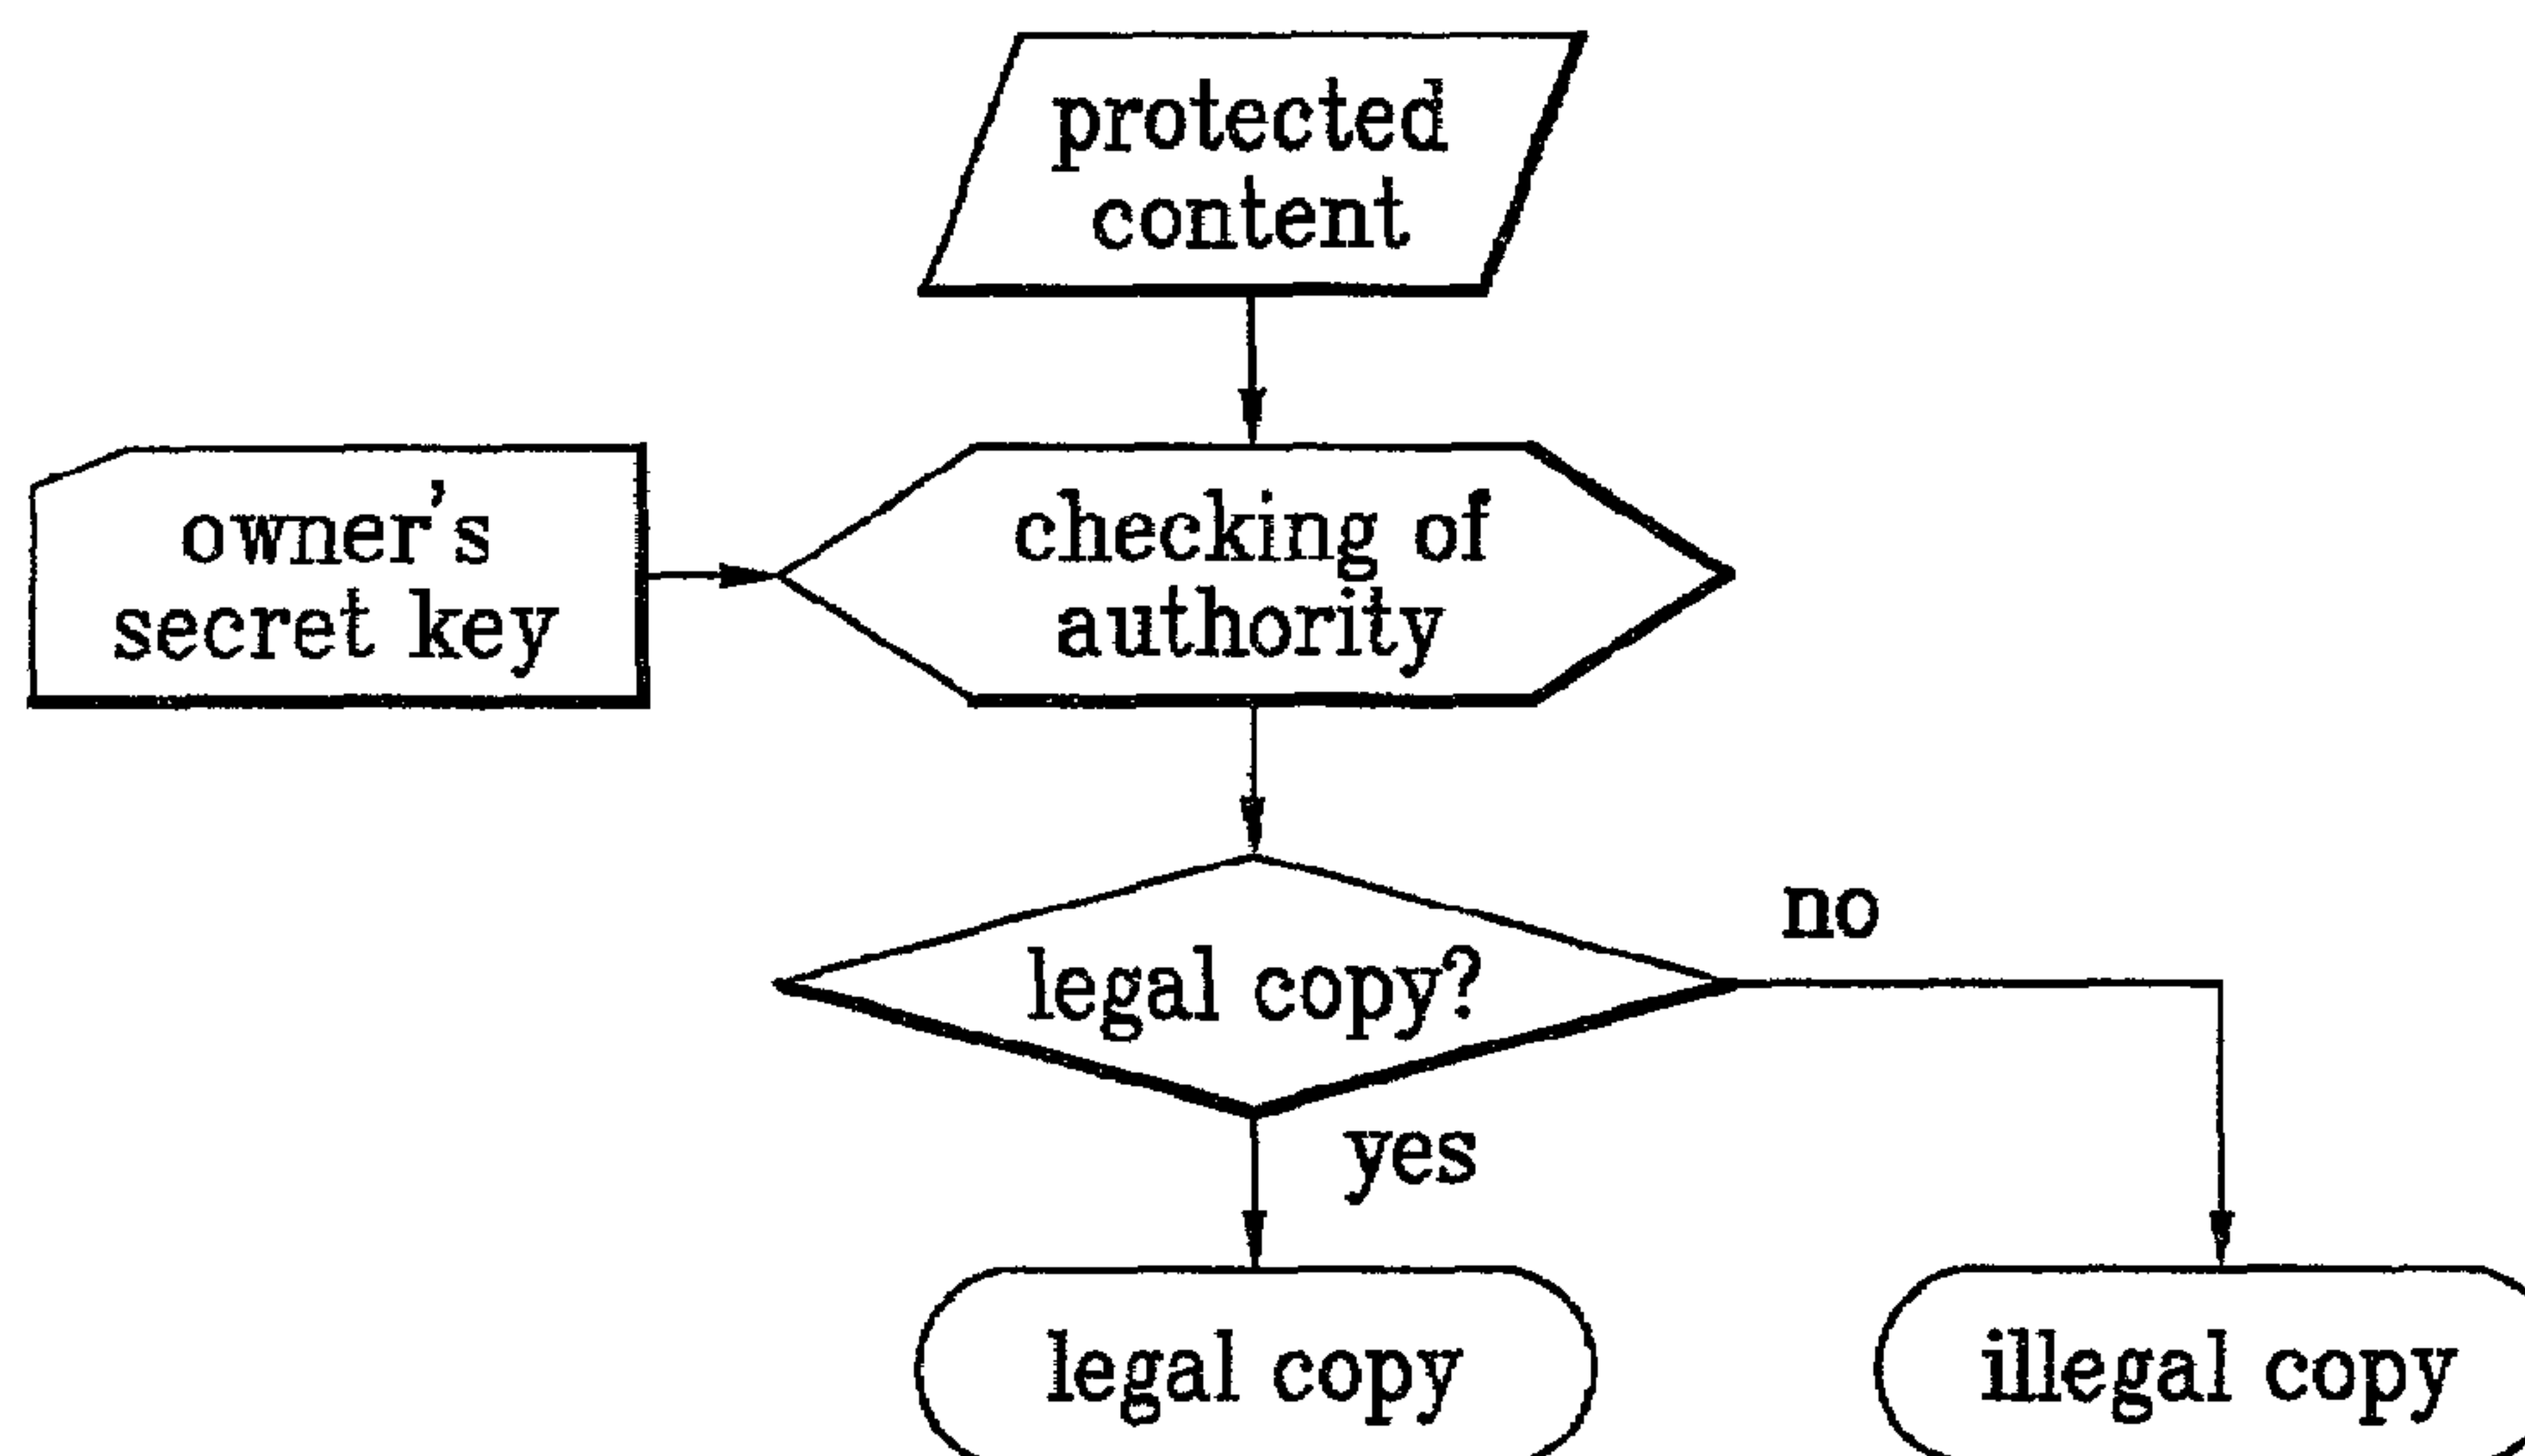 protected
content
owner's
secret key
checking of
authority
legal copy?
no
yes
legal copy
illegal copy